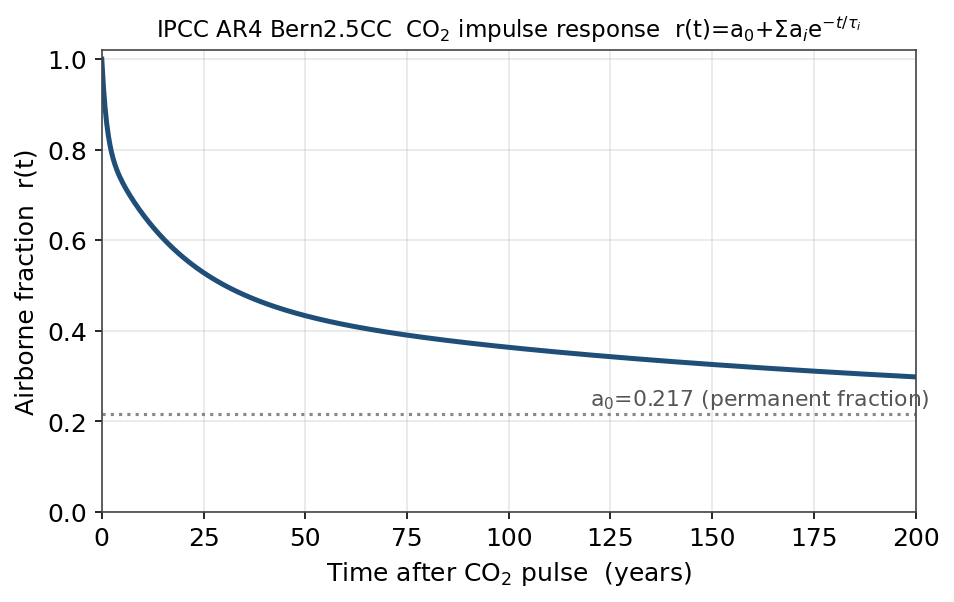 IPCC AR4 Bern2.5CC CO₂ impulse response r(t)=a₀+Σaᵢe^{−t/τᵢ}
Airborne fraction r(t)
1.0
0.8
0.6
0.4
0.2
0.0
a₀=0.217 (permanent fraction)
0 25 50 75 100 125 150 175 200
Time after CO₂ pulse (years)